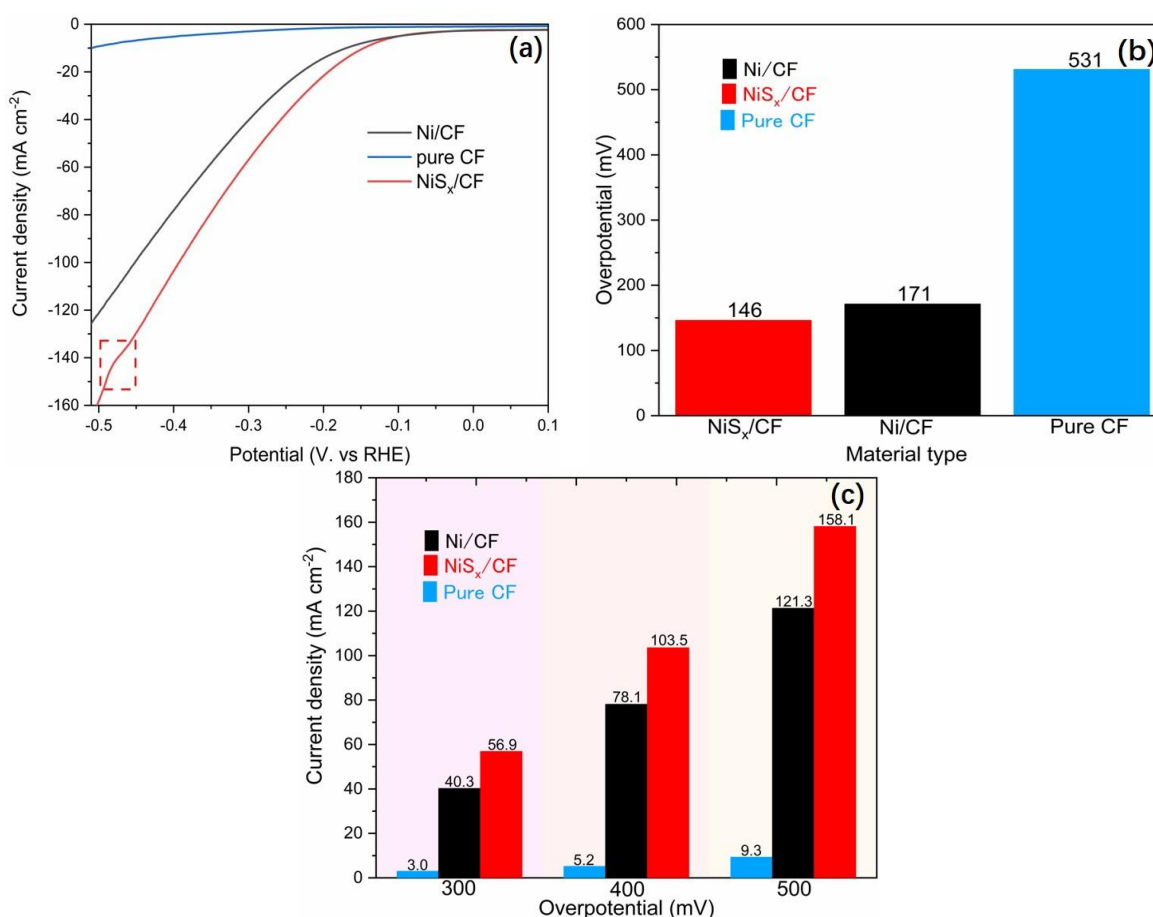 (a)
0
-20
-40
-60
-80
-100
-120
-140
-160
Current density (mA cm⁻²)
Ni/CF
pure CF
NiSₓ/CF
-0.5 -0.4 -0.3 -0.2 -0.1 0.0 0.1
Potential (V. vs RHE)
(b)
600
500
400
300
200
100
0
Overpotential (mV)
Ni/CF
NiSₓ/CF
Pure CF
146 171 531
NiSₓ/CF Ni/CF Pure CF
Material type
(c)
180
160
140
120
100
80
60
40
20
0
Current density (mA cm⁻²)
Ni/CF
NiSₓ/CF
Pure CF
3.0 40.3 56.9
5.2 78.1 103.5
9.3 121.3 158.1
300 400 500
Overpotential (mV)